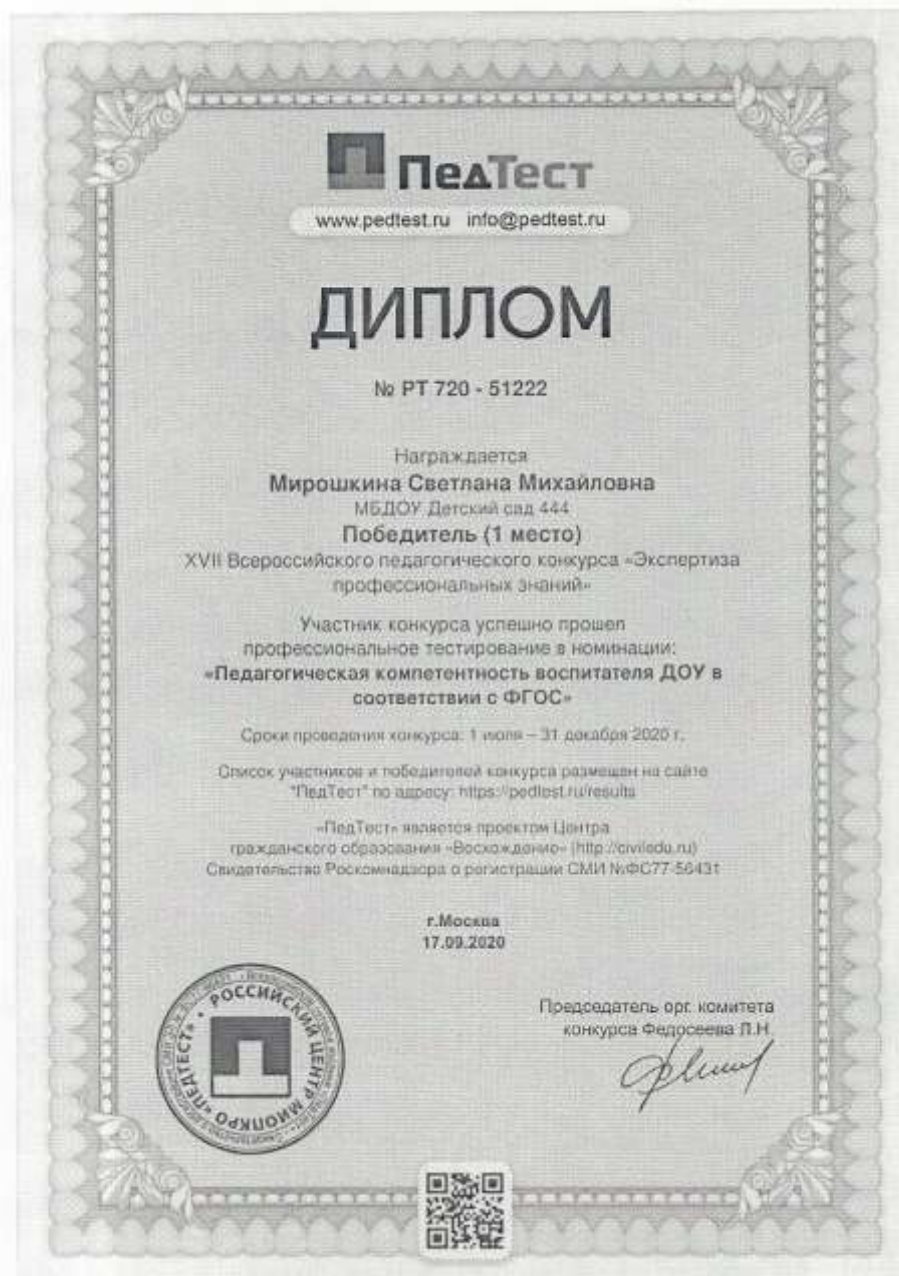 ПедТест
www.pedtest.ru info@pedtest.ru
ДИПЛОМ
№ РТ 720 - 51222
Награждается
Мирошкина Светлана Михайловна
МБДОУ Детский сад 444
Победитель (1 место)
XVII Всероссийского педагогического конкурса «Экспертиза
профессиональных знаний»
Участник конкурса успешно прошел
профессиональное тестирование в номинации:
«Педагогическая компетентность воспитателя ДОУ в
соответствии с ФГОС»
Сроки проведения конкурса: 1 июля – 31 декабря 2020 г.
Список участников и победителей конкурса размещен на сайте
"ПедТест" по адресу: https://pedtest.ru/results
«ПедТест» является проектом Центра
гражданского образования «Восхождение» (http://civiledu.ru)
Свидетельство Роскомнадзора о регистрации СМИ №ФС77-56431
г.Москва
17.09.2020
Председатель орг. комитета
конкурса Федосеева Л.Н.
РОССИЙСКИЙ ЦЕНТР МИОПКРО «ПЕДТЕСТ»